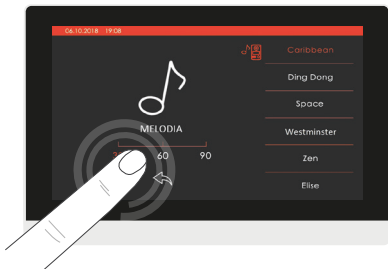 06.10.2018 19:08
Caribbean
Ding Dong
Space
Westminster
MELODIA
60 90
Zen
Elise